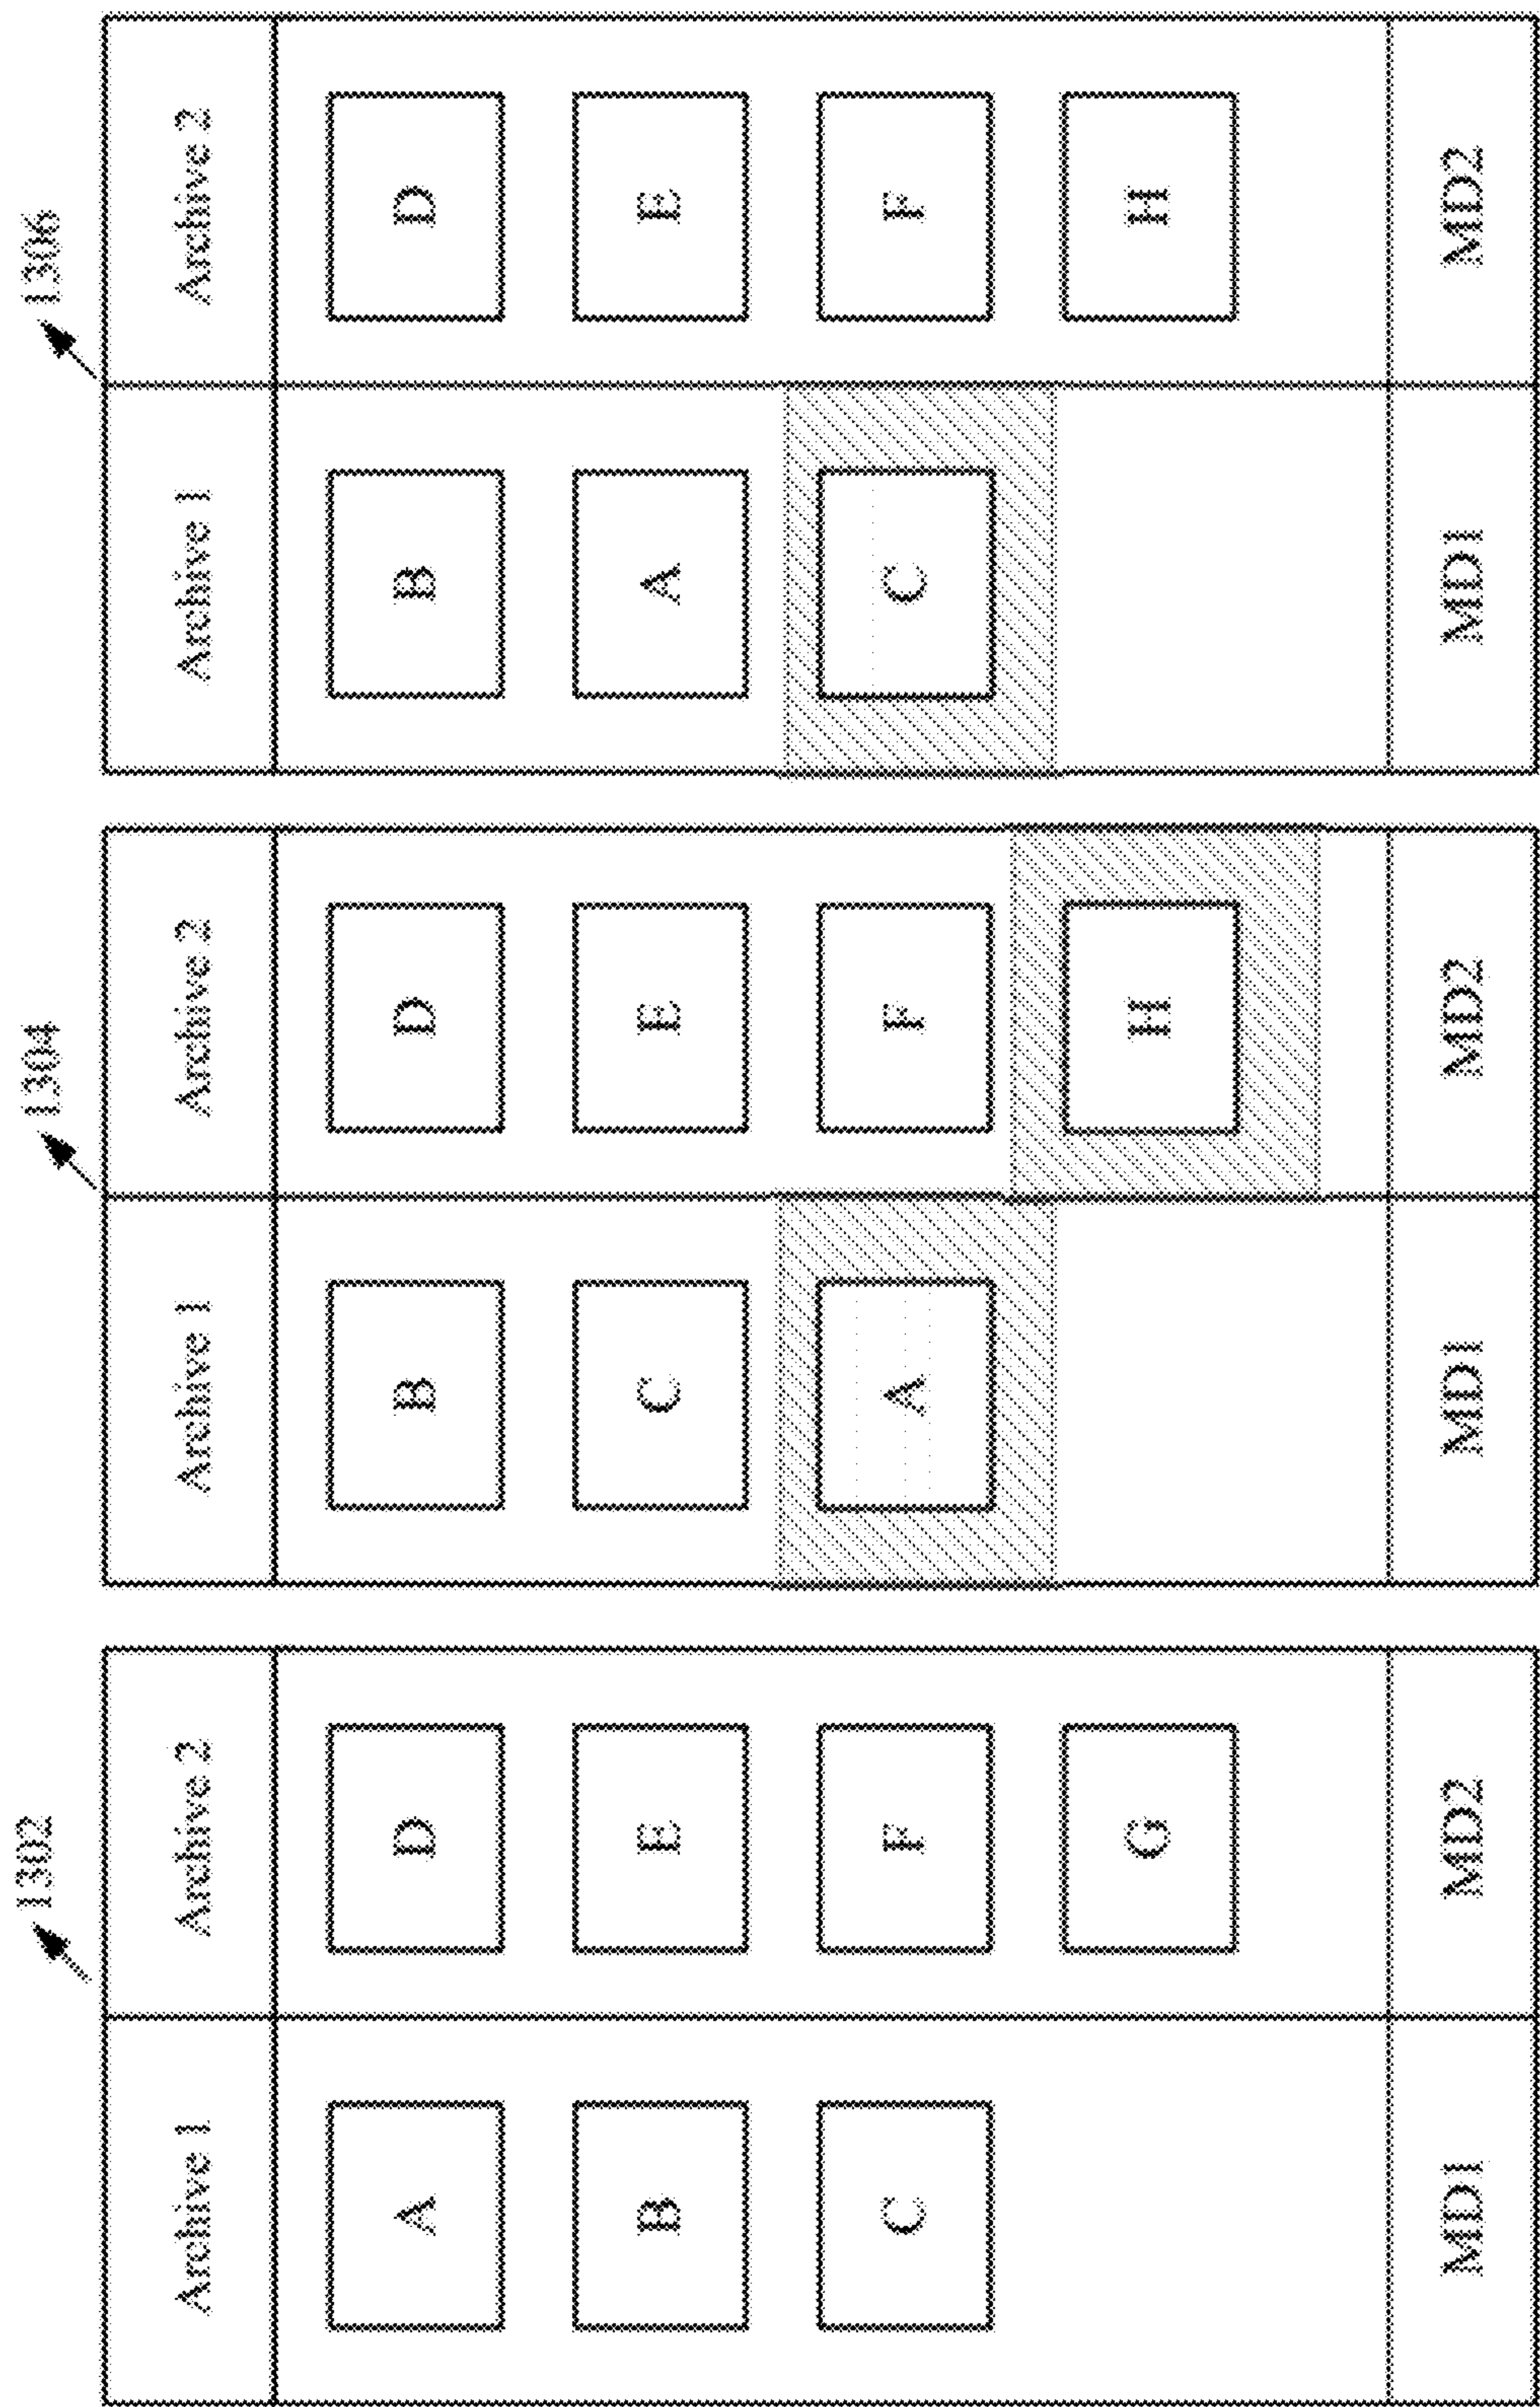 1302
Archive 1 Archive 2
A D
B E
C F
G
MD1 MD2
1304
Archive 1 Archive 2
B D
C E
A F
H
MD1 MD2
1306
Archive 1 Archive 2
B D
A E
C F
H
MD1 MD2